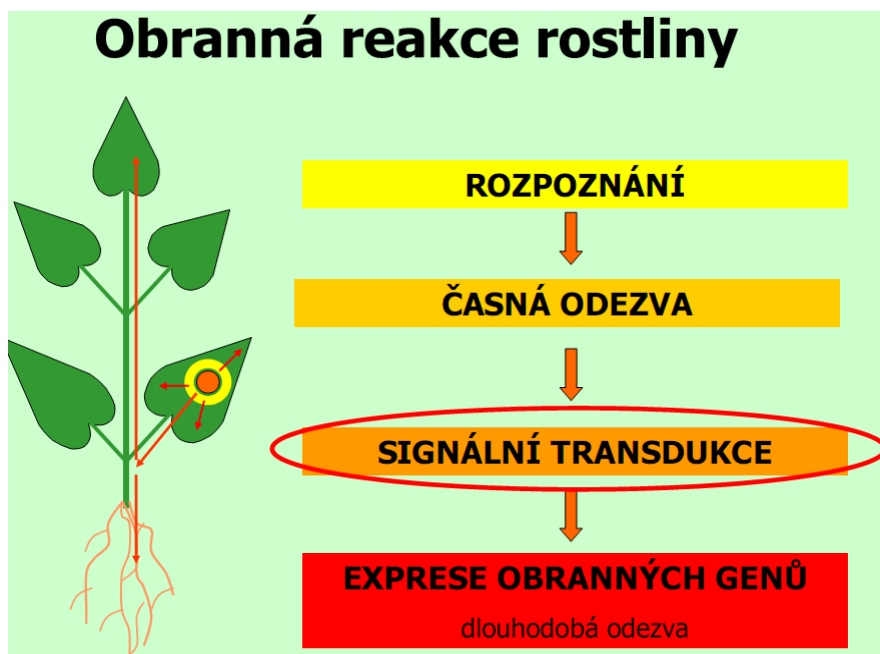 Obranná reakce rostliny
ROZPOZNÁNÍ
ČASNÁ ODEZVA
SIGNÁLNÍ TRANSDUKCE
EXPRESE OBRANNÝCH GENŮ
dlouhodobá odezva